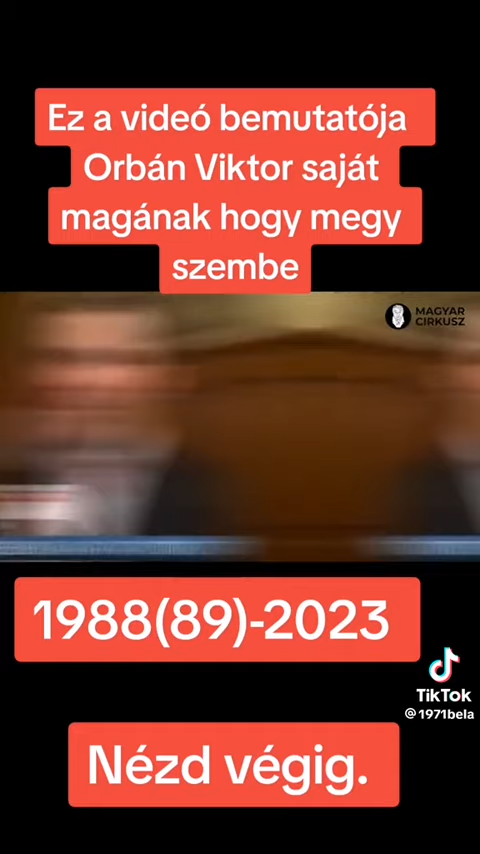 Ez a videó bemutatója
Orbán Viktor saját
magának hogy megy
szembe
MAGYAR
CIRKUSZ
1988(89)-2023
TikTok
@1971bela
Nézd végig.